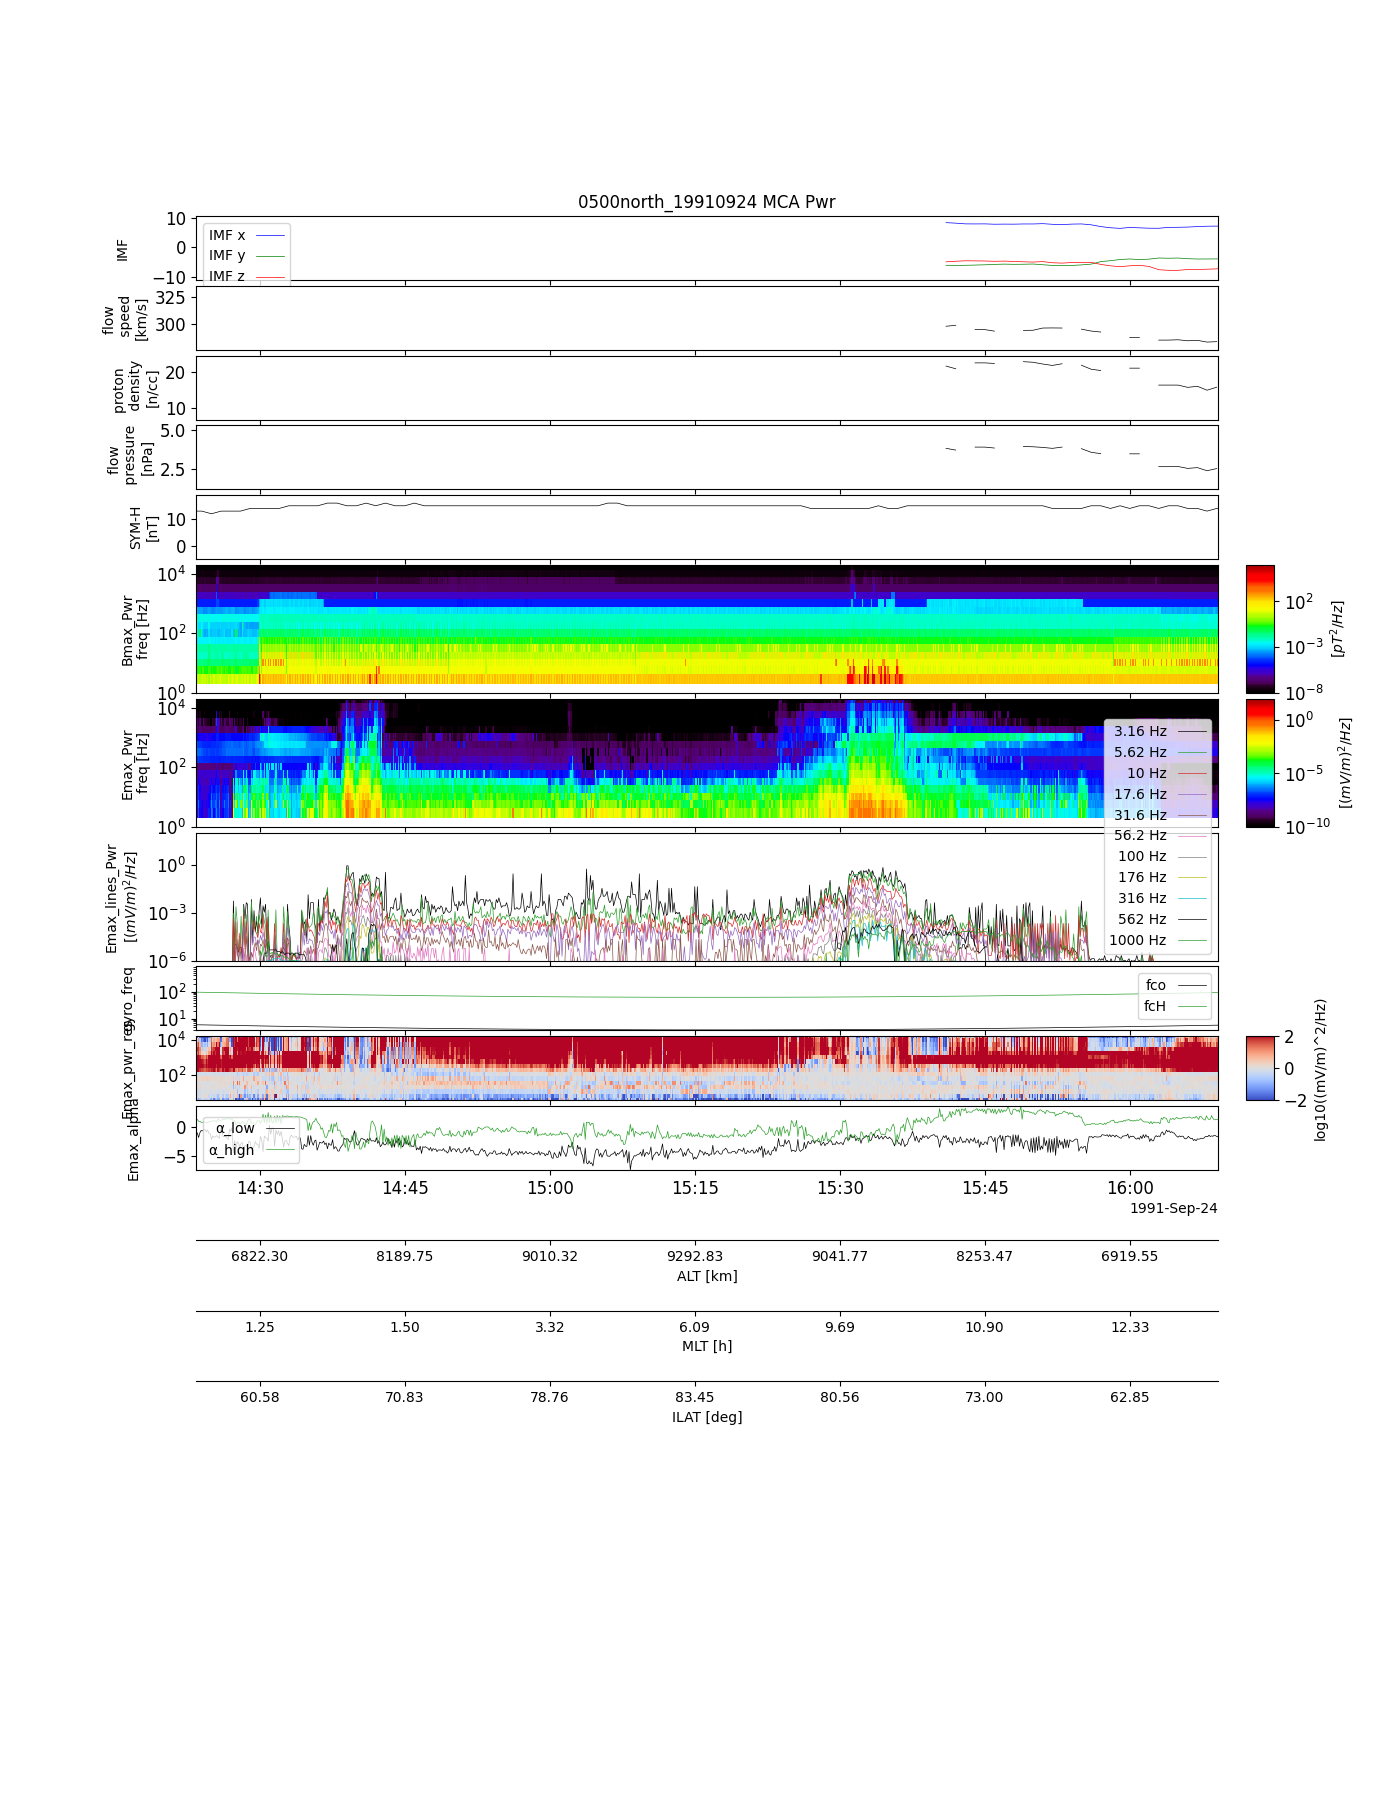 0500north_19910924 MCA Pwr
IMF
10
0
−10
IMF x
IMF y
IMF z
flow
speed
[km/s]
325
300
proton
density
[n/cc]
20
10
flow
pressure
[nPa]
5.0
2.5
SYM-H
[nT]
10
0
Bmax_Pwr
freq [Hz]
10^4
10^2
10^0
10^2
10^−3
10^−8
[pT^2/Hz]
Emax_Pwr
freq [Hz]
10^4
10^2
10^0
10^0
10^−5
10^−10
[(mV/m)^2/Hz]
3.16 Hz
5.62 Hz
10 Hz
17.6 Hz
31.6 Hz
56.2 Hz
100 Hz
176 Hz
316 Hz
562 Hz
1000 Hz
Emax_lines_Pwr
[(mV/m)^2/Hz]
10^0
10^−3
10^−6
gyro_freq
10^2
10^1
fco
fcH
Emax_pwr_reg
10^4
10^2
2
0
−2
log10((mV/m)^2/Hz)
Emax_alpha
0
−5
α_low
α_high
14:30 14:45 15:00 15:15 15:30 15:45 16:00
1991-Sep-24
6822.30 8189.75 9010.32 9292.83 9041.77 8253.47 6919.55
ALT [km]
1.25 1.50 3.32 6.09 9.69 10.90 12.33
MLT [h]
60.58 70.83 78.76 83.45 80.56 73.00 62.85
ILAT [deg]